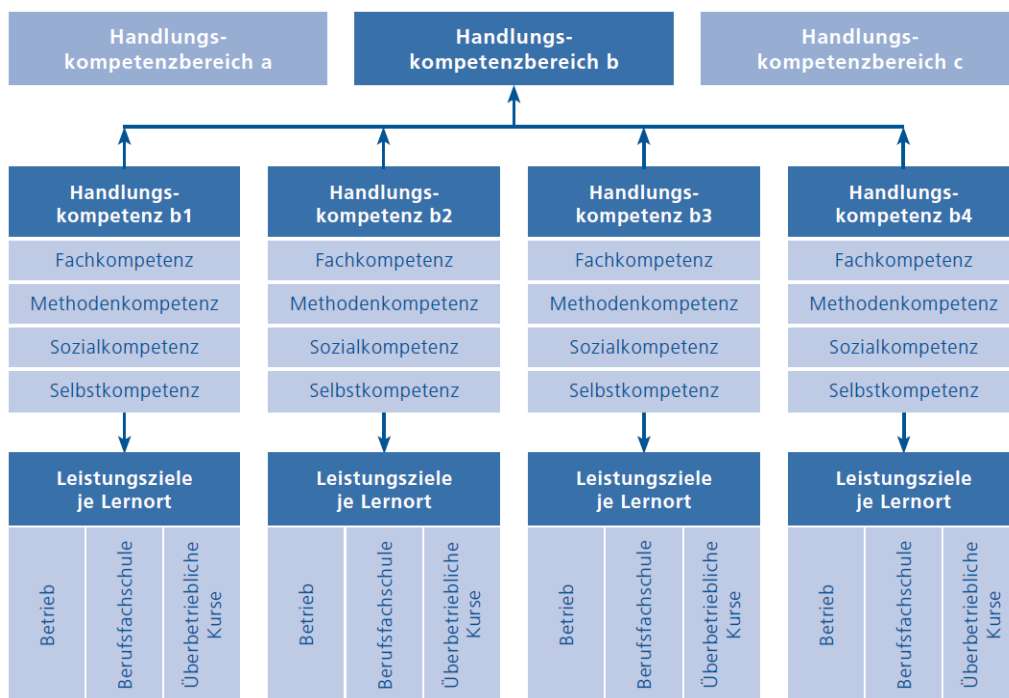 Handlungs-
kompetenzbereich a
Handlungs-
kompetenzbereich b
Handlungs-
kompetenzbereich c
Handlungs-
kompetenz b1
Fachkompetenz
Methodenkompetenz
Sozialkompetenz
Selbstkompetenz
Leistungsziele
je Lernort
Betrieb
Berufsfachschule
Überbetriebliche
Kurse
Handlungs-
kompetenz b2
Fachkompetenz
Methodenkompetenz
Sozialkompetenz
Selbstkompetenz
Leistungsziele
je Lernort
Betrieb
Berufsfachschule
Überbetriebliche
Kurse
Handlungs-
kompetenz b3
Fachkompetenz
Methodenkompetenz
Sozialkompetenz
Selbstkompetenz
Leistungsziele
je Lernort
Betrieb
Berufsfachschule
Überbetriebliche
Kurse
Handlungs-
kompetenz b4
Fachkompetenz
Methodenkompetenz
Sozialkompetenz
Selbstkompetenz
Leistungsziele
je Lernort
Betrieb
Berufsfachschule
Überbetriebliche
Kurse